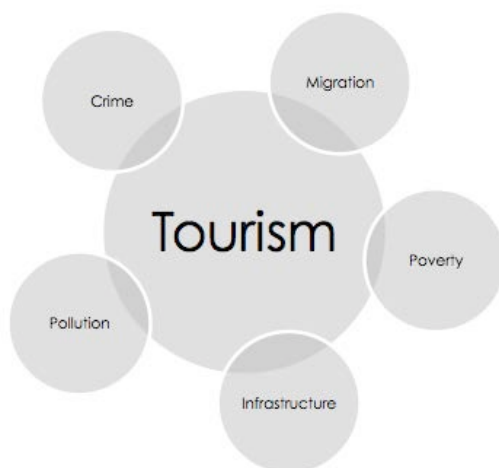 Migration
Crime
Tourism
Poverty
Pollution
Infrastructure